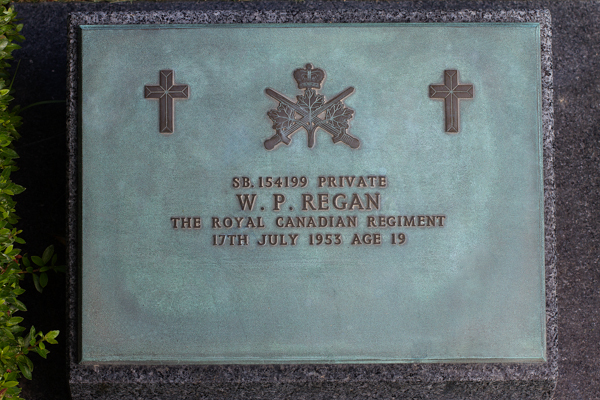 SB.154199 PRIVATE
W. P. REGAN
THE ROYAL CANADIAN REGIMENT
17TH JULY 1953 AGE 19